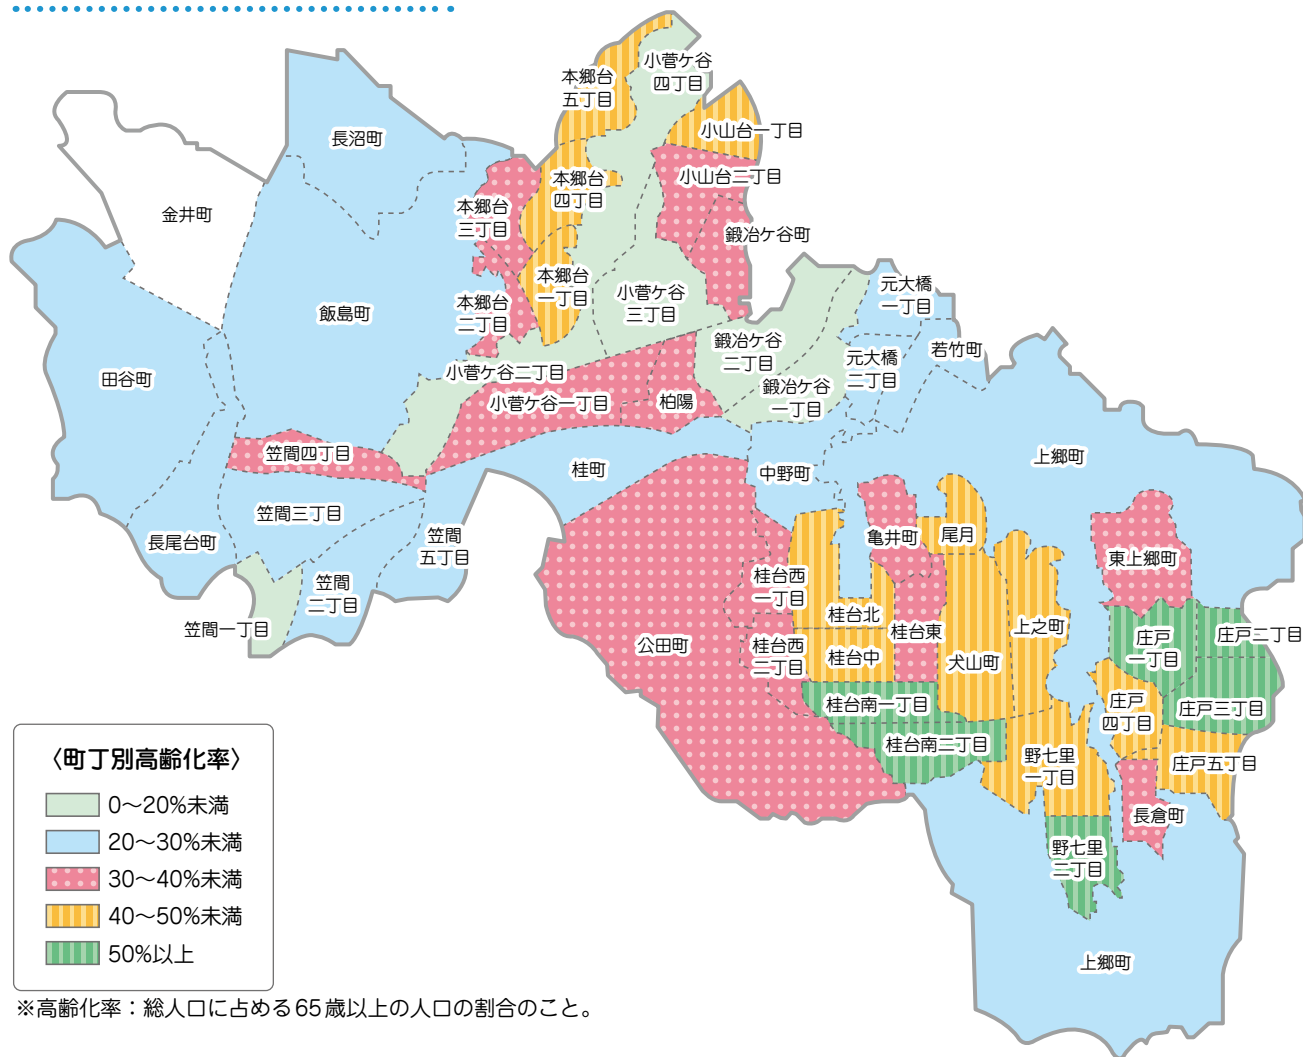 小菅ケ谷
四丁目
本郷台
五丁目
小山台一丁目
長沼町
本郷台
四丁目
小山台二丁目
金井町
本郷台
三丁目
鍛冶ケ谷町
本郷台
一丁目
小菅ケ谷
三丁目
元大橋
一丁目
飯島町
本郷台
二丁目
鍛冶ケ谷
二丁目
若竹町
元大橋
二丁目
田谷町
小菅ケ谷二丁目
鍛冶ケ谷
一丁目
小菅ケ谷一丁目
柏陽
笠間四丁目
桂町
中野町
上郷町
笠間三丁目
長尾台町
笠間
五丁目
亀井町
尾月
東上郷町
笠間
二丁目
桂台西
一丁目
桂台北
笠間一丁目
桂台東
上之町
庄戸
一丁目
庄戸二丁目
公田町
桂台西
二丁目
桂台中
犬山町
桂台南一丁目
庄戸
四丁目
庄戸三丁目
桂台南二丁目
野七里
一丁目
庄戸五丁目
長倉町
野七里
二丁目
上郷町
〈町丁別高齢化率〉
0〜20%未満
20〜30%未満
30〜40%未満
40〜50%未満
50%以上
※高齢化率：総人口に占める65歳以上の人口の割合のこと。